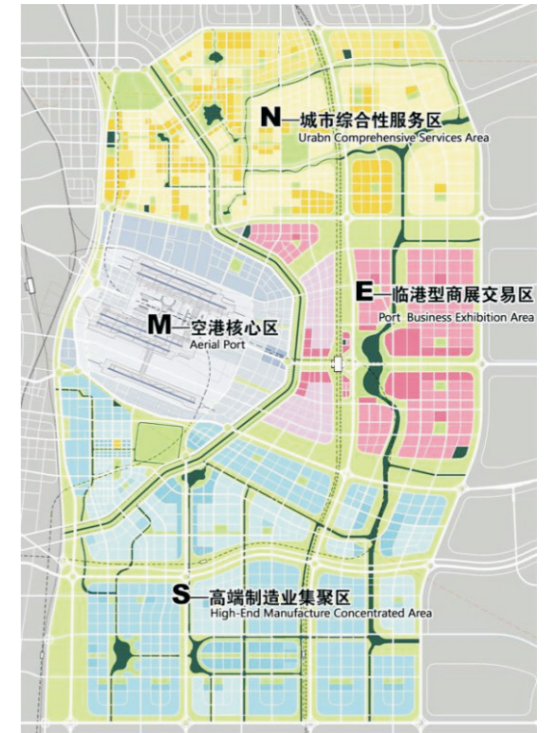 N—城市综合性服务区
Urabn Comprehensive Services Area
E—临港型商展交易区
Port Business Exhibition Area
M—空港核心区
Aerial Port
S—高端制造业集聚区
High-End Manufacture Concentrated Area